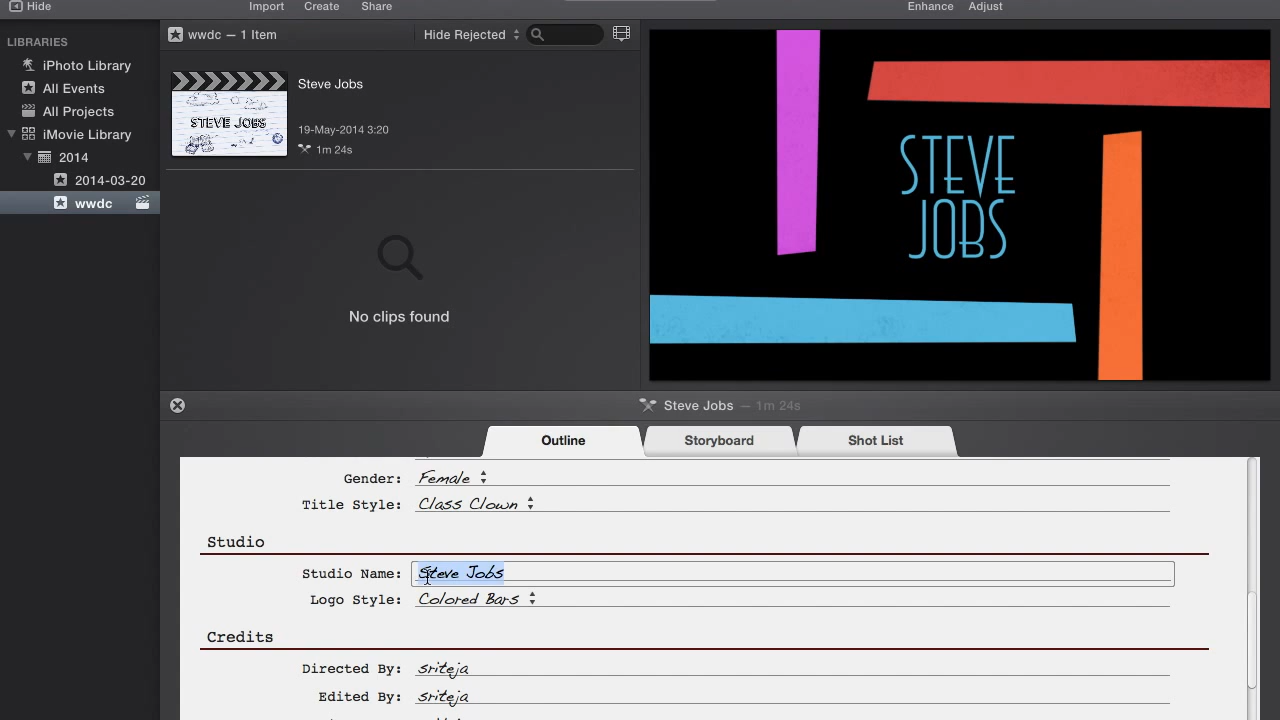 Hide
Import
Create
Share
Enhance
Adjust
LIBRARIES
iPhoto Library
All Events
All Projects
iMovie Library
2014
2014-03-20
wwdc
wwdc — 1 Item
Hide Rejected
STEVE JOBS
Steve Jobs
19-May-2014 3:20
1m 24s
No clips found
STEVE
JOBS
Steve Jobs — 1m 24s
Outline
Storyboard
Shot List
Gender: Female
Title Style: Class Clown
Studio
Studio Name: Steve Jobs
Logo Style: Colored Bars
Credits
Directed By: sriteja
Edited By: sriteja